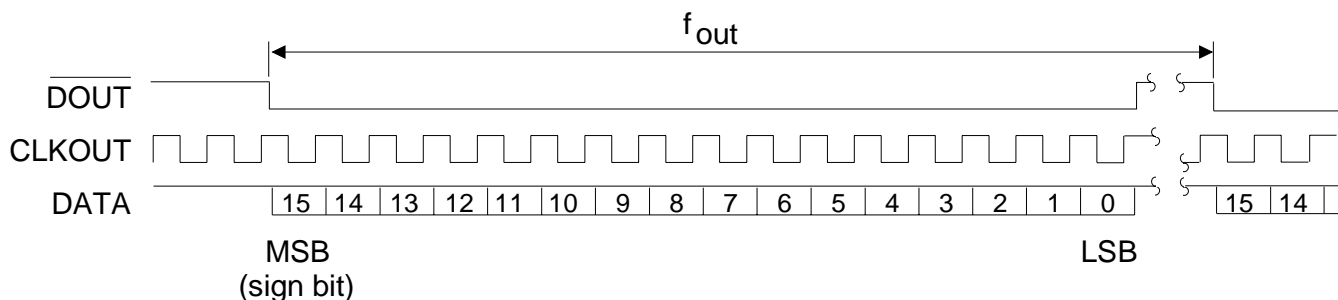 fout
DOUT
CLKOUT
DATA 15 14 13 12 11 10 9 8 7 6 5 4 3 2 1 0 15 14
MSB LSB
(sign bit)